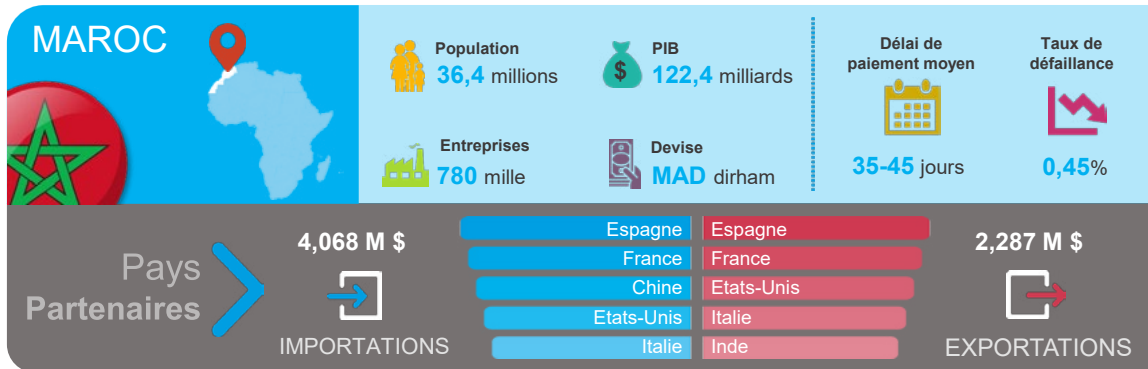 MAROC
Population
36,4 millions
PIB
$
122,4 milliards
Entreprises
780 mille
Devise
MAD dirham
Délai de
paiement moyen
35-45 jours
Taux de
défaillance
0,45%
Pays
Partenaires
4,068 M $
IMPORTATIONS
Espagne
France
Chine
Etats-Unis
Italie
Espagne
France
Etats-Unis
Italie
Inde
2,287 M $
EXPORTATIONS